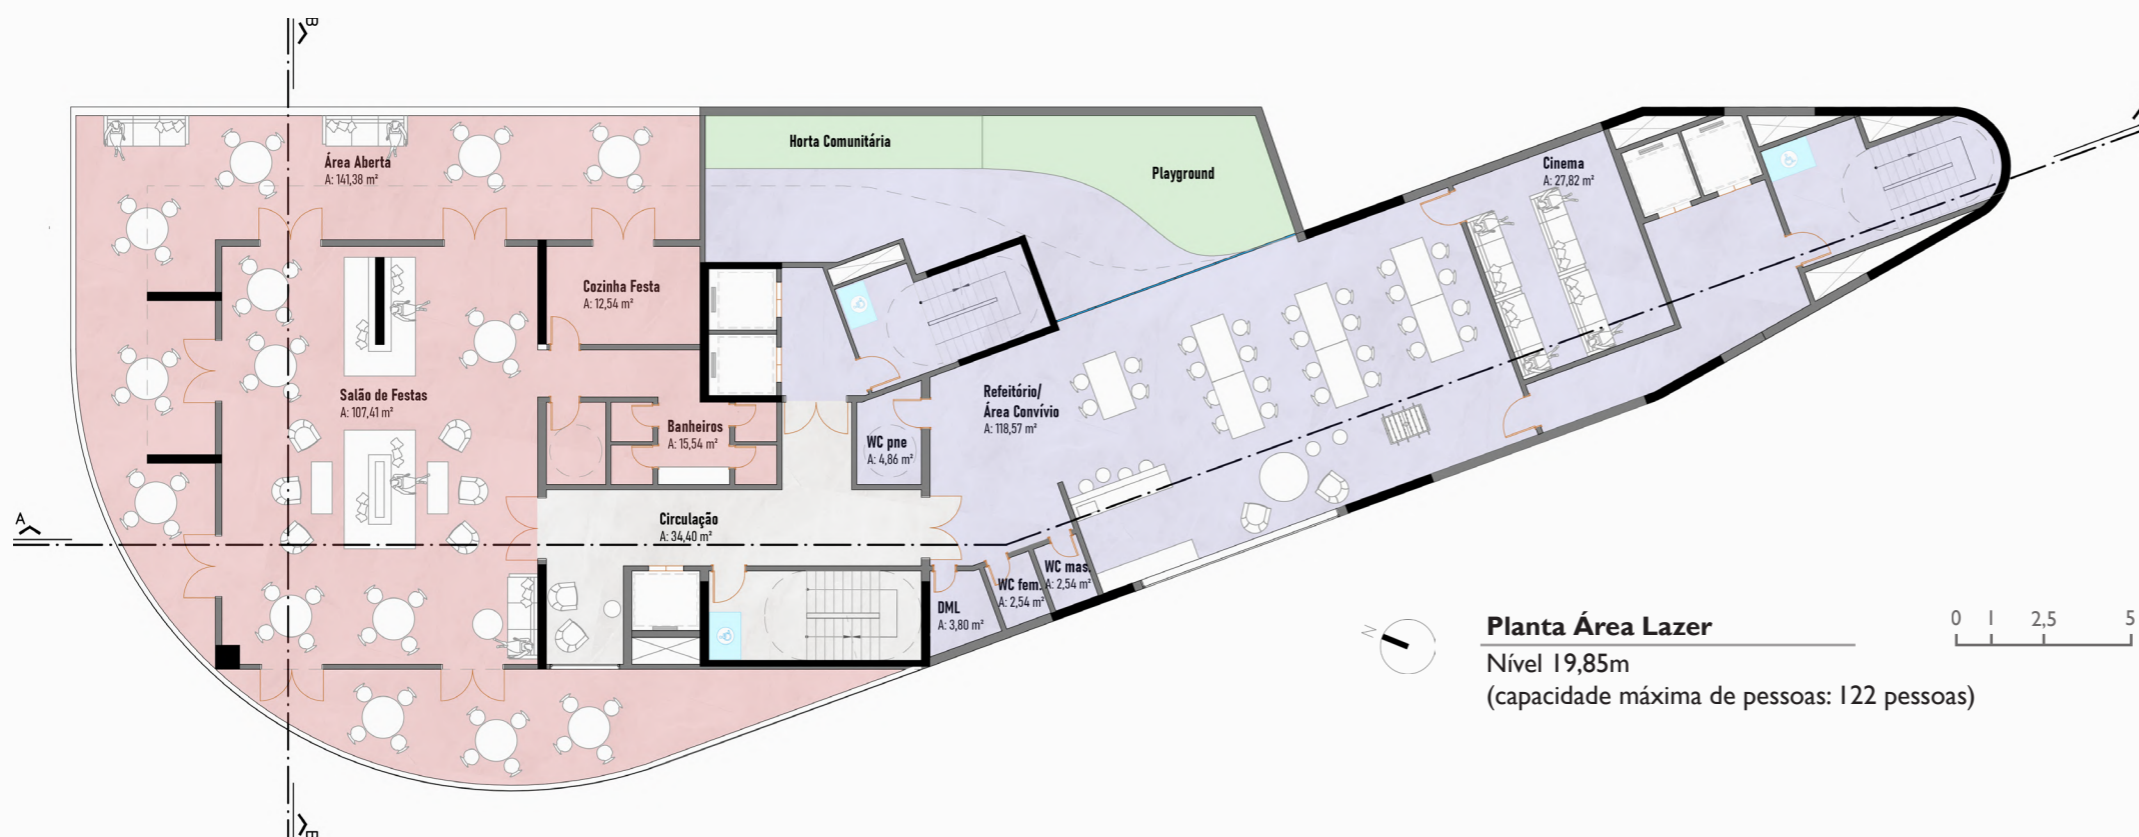 B
Horta Comunitária
Playground
Área Aberta
A: 141,38 m²
Cinema
A: 27,82 m²
Cozinha Festa
A: 12,54 m²
Salão de Festas
A: 107,41 m²
Refeitório/
Área Convívio
A: 118,57 m²
Banheiros
A: 15,54 m²
WC pne
A: 4,86 m²
A
Circulação
A: 34,40 m²
WC mas.
A: 2,54 m²
WC fem.
A: 2,54 m²
DML
A: 3,80 m²
N
Planta Área Lazer
Nível 19,85m
(capacidade máxima de pessoas: 122 pessoas)
0 1 2,5 5
B